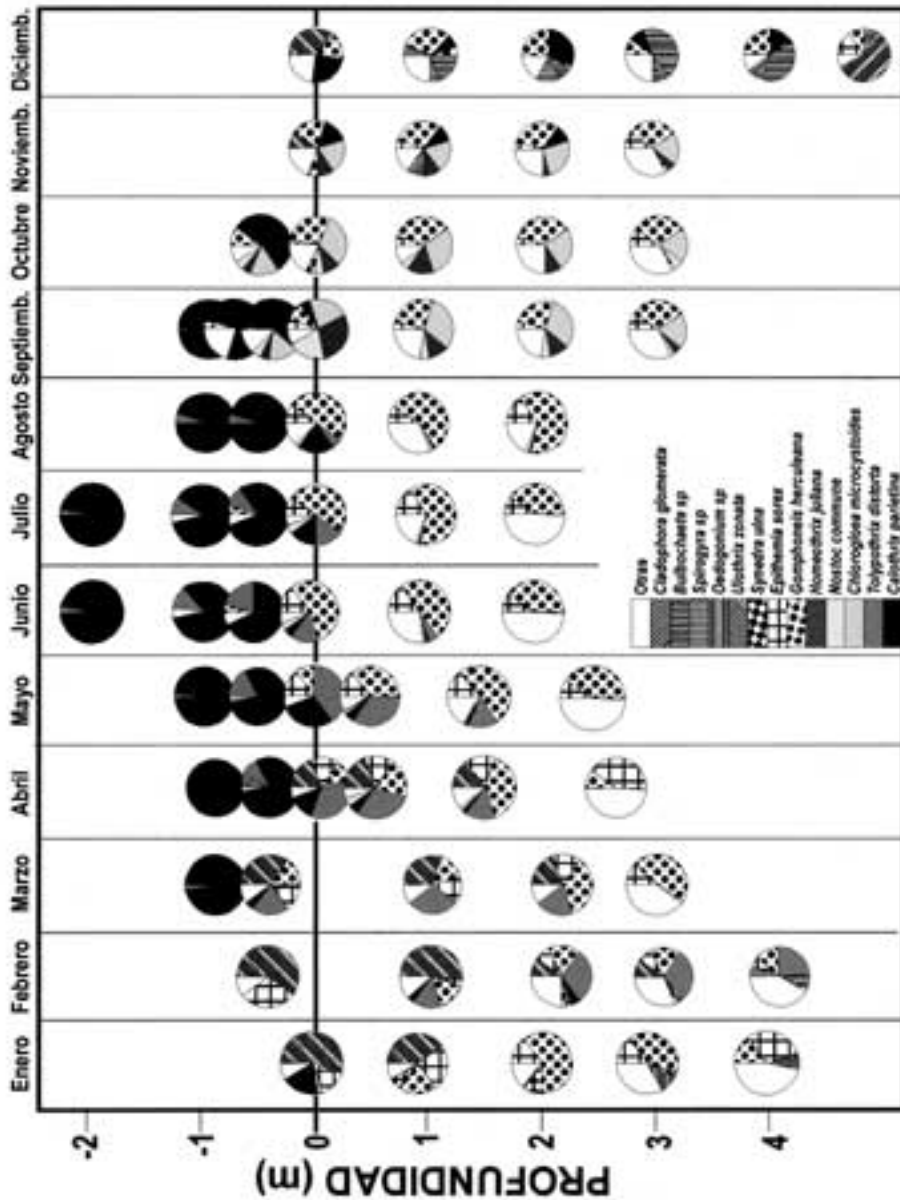 Enero
Febrero
Marzo
Abril
Mayo
Junio
Julio
Agosto
Septiemb.
Octubre
Noviemb.
Diciemb.
PROFUNDIDAD (m)
-2
-1
0
1
2
3
4
Otras
Cladophora glomerata
Bulbochaete sp
Spirogyra sp
Oedogonium sp
Ulothrix zonata
Synedra ulna
Epithemia sorex
Gomphoneis herculeana
Homeothrix juliana
Nostoc commune
Chlorogloea microcystoides
Tolypothrix distorta
Calothrix parietina